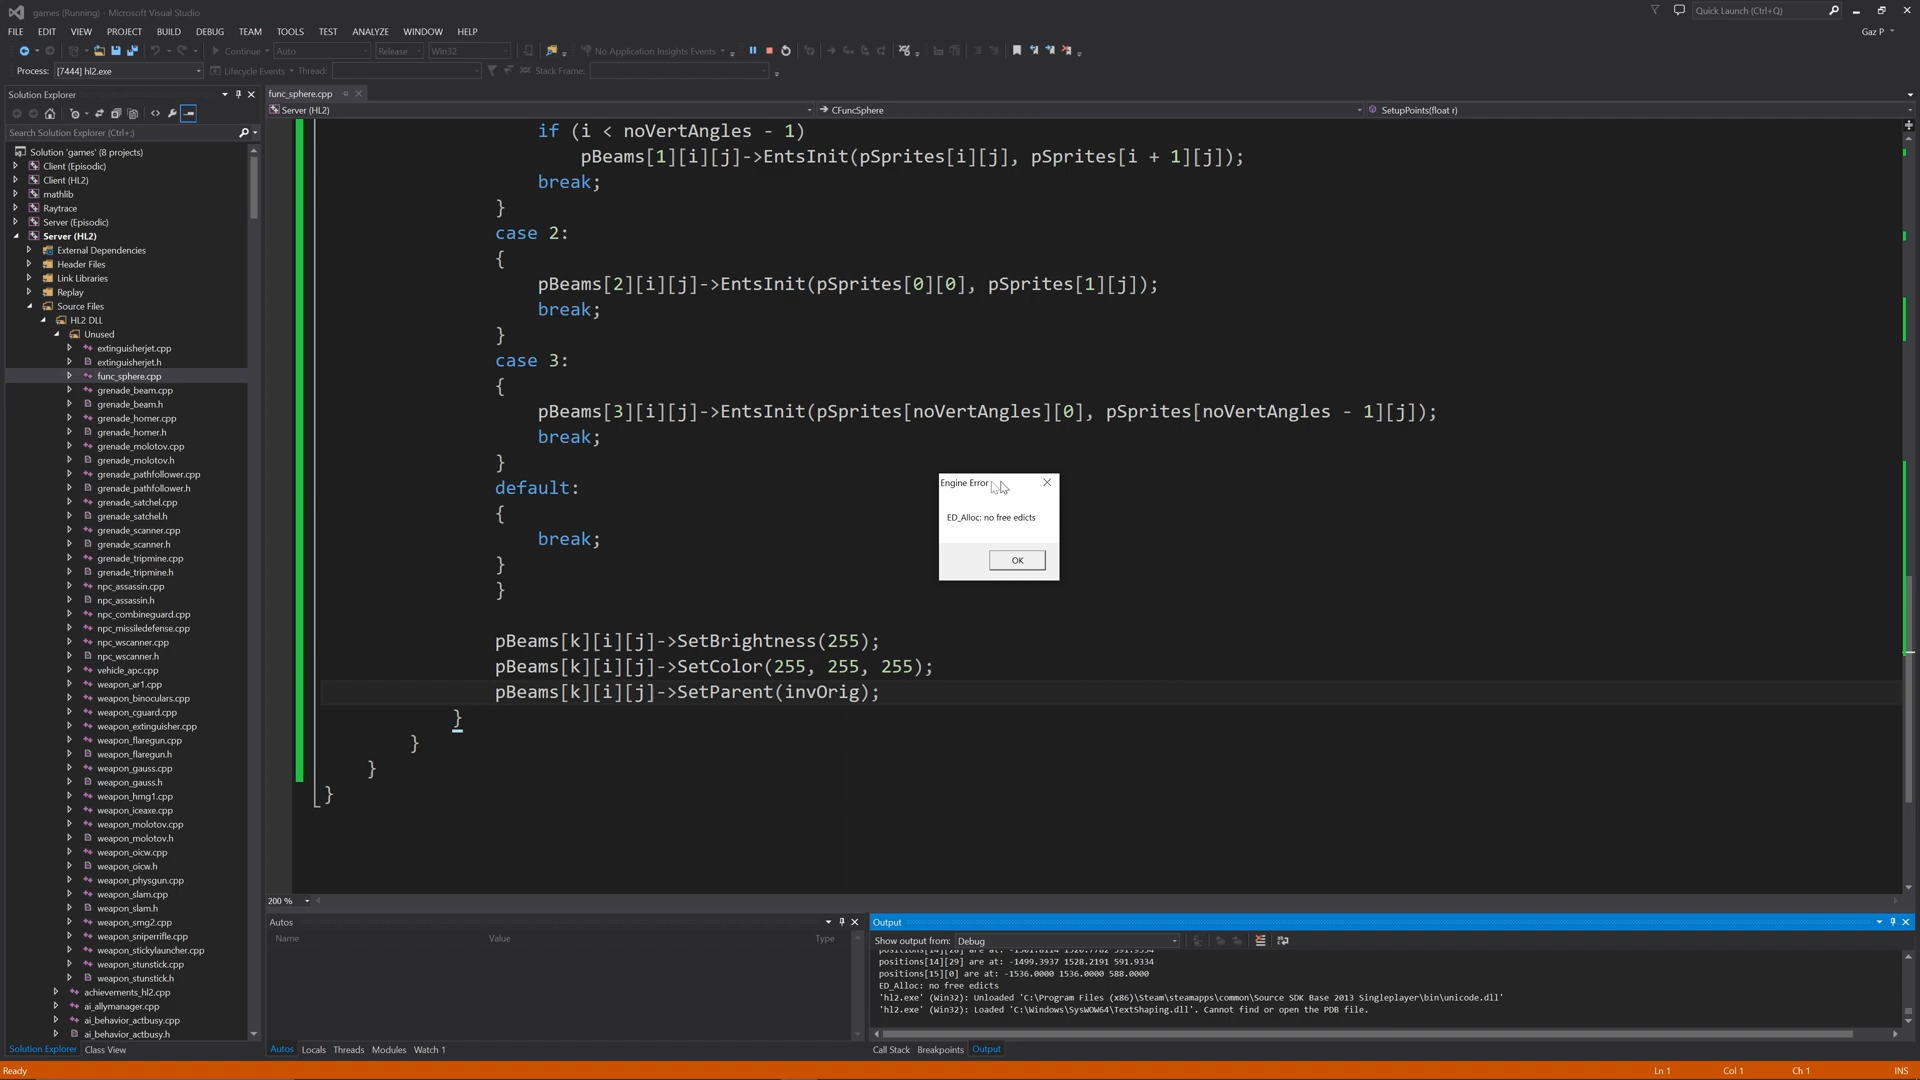 games (Running) - Microsoft Visual Studio
Quick Launch (Ctrl+Q)
FILE EDIT VIEW PROJECT BUILD DEBUG TEAM TOOLS TEST ANALYZE WINDOW HELP
Gaz P
Continue Auto Release Win32 No Application Insights Events
Process: [7444] hl2.exe Lifecycle Events Thread: Stack Frame:
Solution Explorer
func_sphere.cpp
Server (HL2) CFuncSphere SetupPoints(float r)
Search Solution Explorer (Ctrl+;)
Solution 'games' (8 projects)
Client (Episodic)
Client (HL2)
mathlib
Raytrace
Server (Episodic)
Server (HL2)
External Dependencies
Header Files
Link Libraries
Replay
Source Files
HL2 DLL
Unused
extinguisherjet.cpp
extinguisherjet.h
func_sphere.cpp
grenade_beam.cpp
grenade_beam.h
grenade_homer.cpp
grenade_homer.h
grenade_molotov.cpp
grenade_molotov.h
grenade_pathfollower.cpp
grenade_pathfollower.h
grenade_satchel.cpp
grenade_satchel.h
grenade_scanner.cpp
grenade_scanner.h
grenade_tripmine.cpp
grenade_tripmine.h
npc_assassin.cpp
npc_assassin.h
npc_combineguard.cpp
npc_missiledefense.cpp
npc_wscanner.cpp
npc_wscanner.h
vehicle_apc.cpp
weapon_ar1.cpp
weapon_binoculars.cpp
weapon_cguard.cpp
weapon_extinguisher.cpp
weapon_flaregun.cpp
weapon_flaregun.h
weapon_gauss.cpp
weapon_gauss.h
weapon_hmg1.cpp
weapon_iceaxe.cpp
weapon_molotov.cpp
weapon_molotov.h
weapon_oicw.cpp
weapon_oicw.h
weapon_physgun.cpp
weapon_slam.cpp
weapon_slam.h
weapon_smg2.cpp
weapon_sniperrifle.cpp
weapon_stickylauncher.cpp
weapon_stunstick.cpp
weapon_stunstick.h
achievements_hl2.cpp
ai_allymanager.cpp
ai_behavior_actbusy.cpp
ai_behavior_actbusy.h
Solution Explorer Class View
if (i < noVertAngles - 1)
pBeams[1][i][j]->EntsInit(pSprites[i][j], pSprites[i + 1][j]);
break;
}
case 2:
{
pBeams[2][i][j]->EntsInit(pSprites[0][0], pSprites[1][j]);
break;
}
case 3:
{
pBeams[3][i][j]->EntsInit(pSprites[noVertAngles][0], pSprites[noVertAngles - 1][j]);
break;
}
default:
{
break;
}
}
pBeams[k][i][j]->SetBrightness(255);
pBeams[k][i][j]->SetColor(255, 255, 255);
pBeams[k][i][j]->SetParent(invOrig);
}
}
}
}
Engine Error
ED_Alloc: no free edicts
OK
200 %
Autos
Name Value Type
Autos Locals Threads Modules Watch 1
Output
Show output from: Debug
positions[14][29] are at: -1499.3937 1528.2191 591.9334
positions[15][0] are at: -1536.0000 1536.0000 588.0000
ED_Alloc: no free edicts
'hl2.exe' (Win32): Unloaded 'C:\Program Files (x86)\Steam\steamapps\common\Source SDK Base 2013 Singleplayer\bin\unicode.dll'
'hl2.exe' (Win32): Loaded 'C:\Windows\SysWOW64\TextShaping.dll'. Cannot find or open the PDB file.
Call Stack Breakpoints Output
Ready Ln 1 Col 1 Ch 1 INS